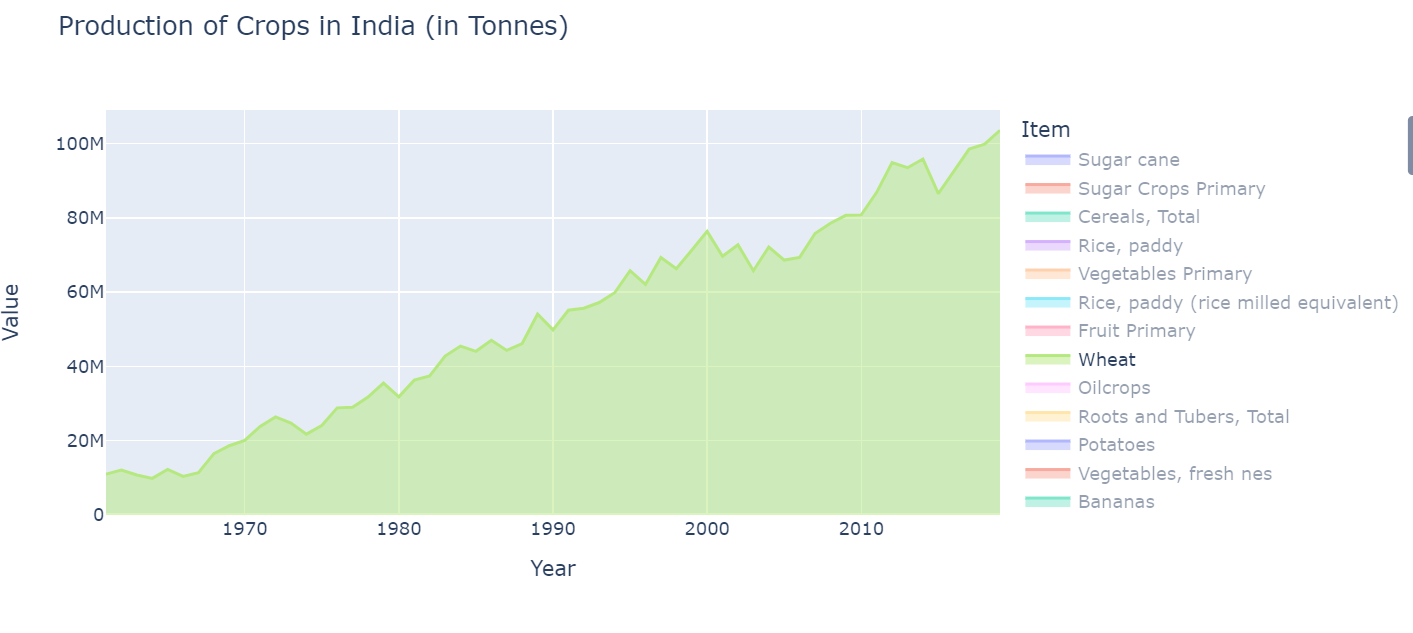 Production of Crops in India (in Tonnes)
Value
100M
80M
60M
40M
20M
0
1970 1980 1990 2000 2010
Year
Item
Sugar cane
Sugar Crops Primary
Cereals, Total
Rice, paddy
Vegetables Primary
Rice, paddy (rice milled equivalent)
Fruit Primary
Wheat
Oilcrops
Roots and Tubers, Total
Potatoes
Vegetables, fresh nes
Bananas